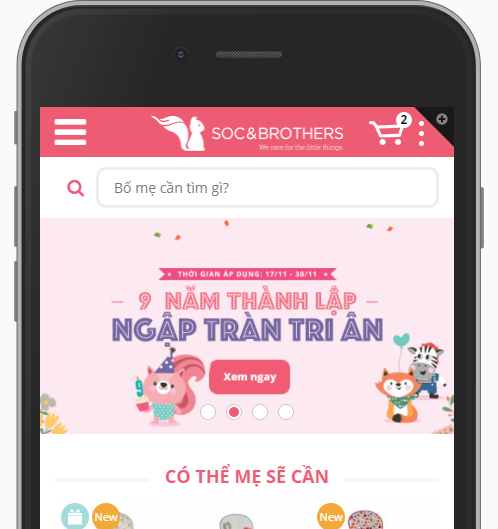 SOC&BROTHERS
We care for the little things
2
Bố mẹ cần tìm gì?
THỜI GIAN ÁP DỤNG: 17/11 - 30/11
9 NĂM THÀNH LẬP
NGẬP TRÀN TRI ÂN
9
Xem ngay
CÓ THỂ MẸ SẼ CẦN
New
New